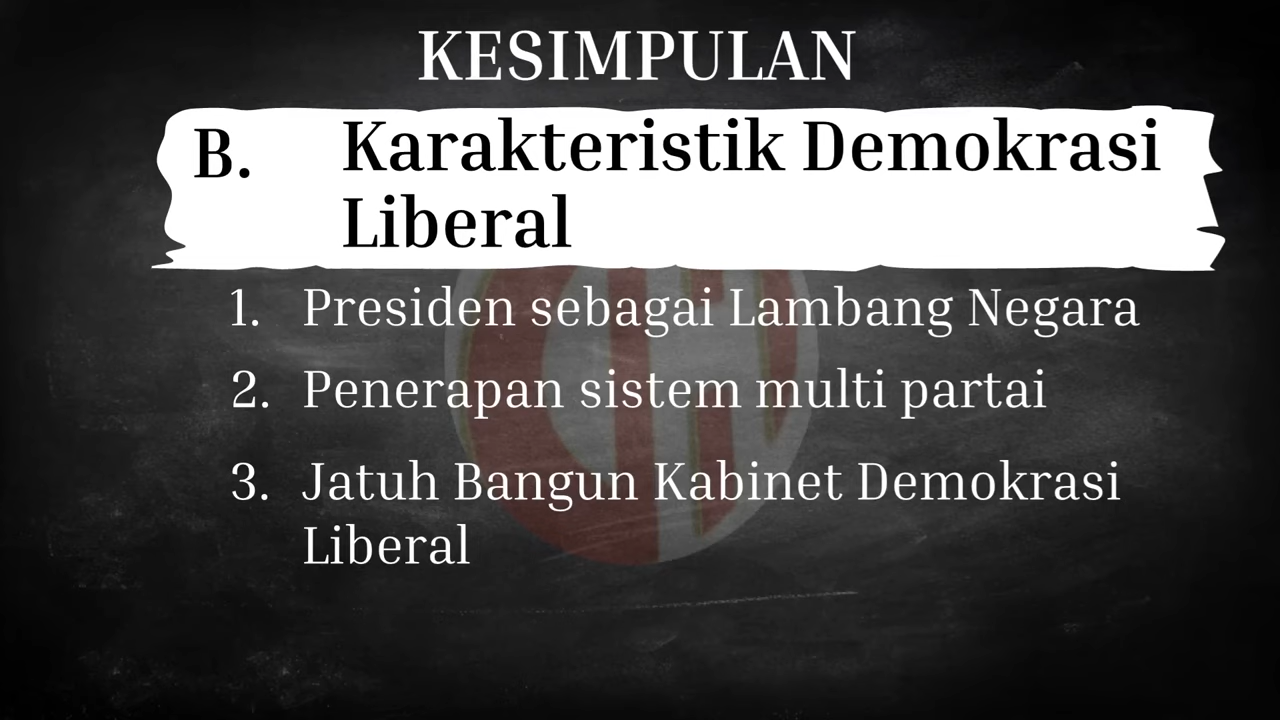 KESIMPULAN
B. Karakteristik Demokrasi
Liberal
1. Presiden sebagai Lambang Negara
2. Penerapan sistem multi partai
3. Jatuh Bangun Kabinet Demokrasi
Liberal